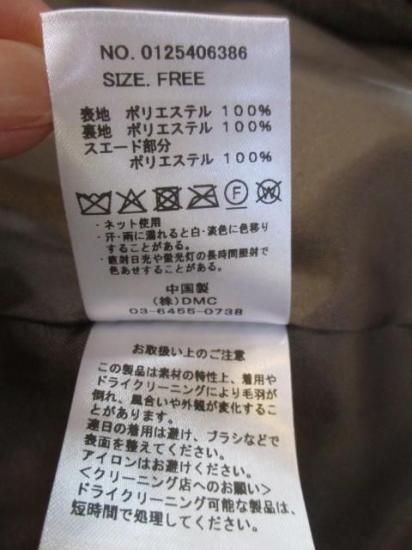 NO. 0125406386
SIZE. FREE
表地 ポリエステル 100%
裏地 ポリエステル 100%
スエード部分
ポリエステル 100%
F
・ネット使用
・汗・雨に濡れると白・淡色に色移り
することがある。
・直射日光や蛍光灯の長時間照射で
色あせすることがある。
中国製
(株)DMC
03-6455-0738
お取扱い上のご注意
この製品は素材の特性上、着用や
ドライクリーニングにより毛羽が
倒れ、風合いや外観が変化するこ
とがあります。
連日の着用は避け、ブラシなどで
表面を整えてください。
アイロンはお避けください。
<クリーニング店へのお願い>
ドライクリーニング可能な製品は、
短時間で処理してください。